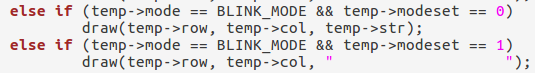 else if (temp->mode == BLINK_MODE && temp->modeset == 0)
        draw(temp->row, temp->col, temp->str);
else if (temp->mode == BLINK_MODE && temp->modeset == 1)
        draw(temp->row, temp->col, "                    ");